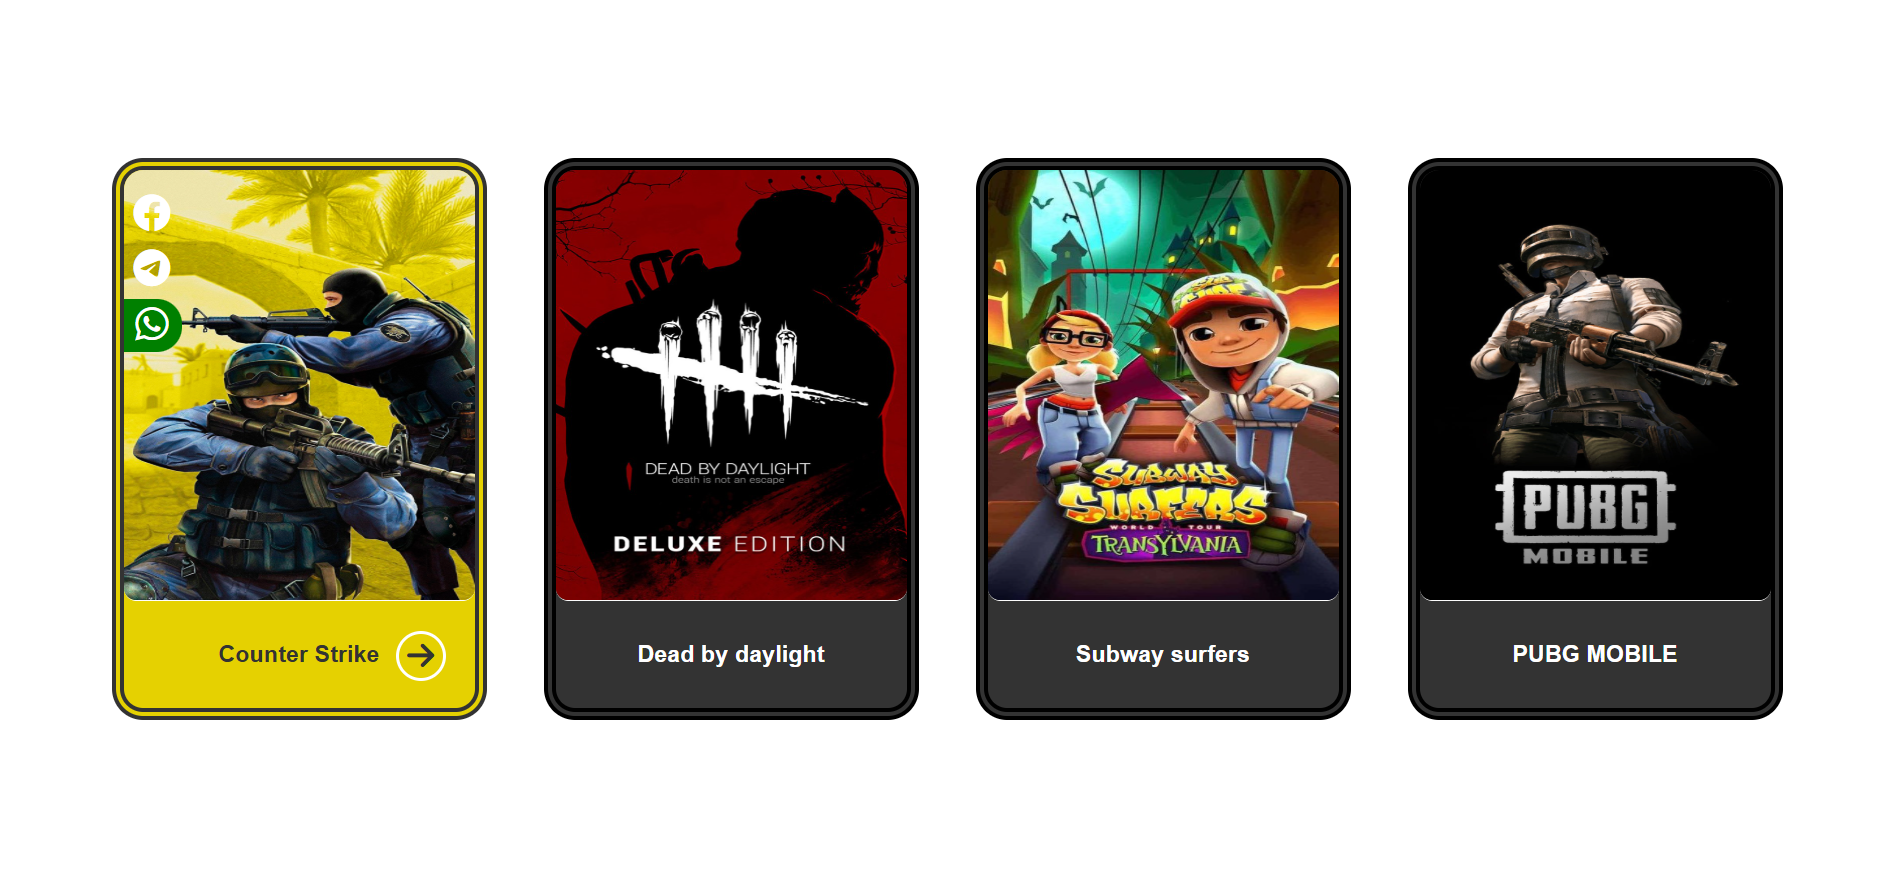 DEAD BY DAYLIGHT
death is not an escape
DELUXE EDITION
SUBWAY
SURFERS
WORLD TOUR
TRANSYLVANIA
PUBG
MOBILE
Counter Strike
Dead by daylight
Subway surfers
PUBG MOBILE